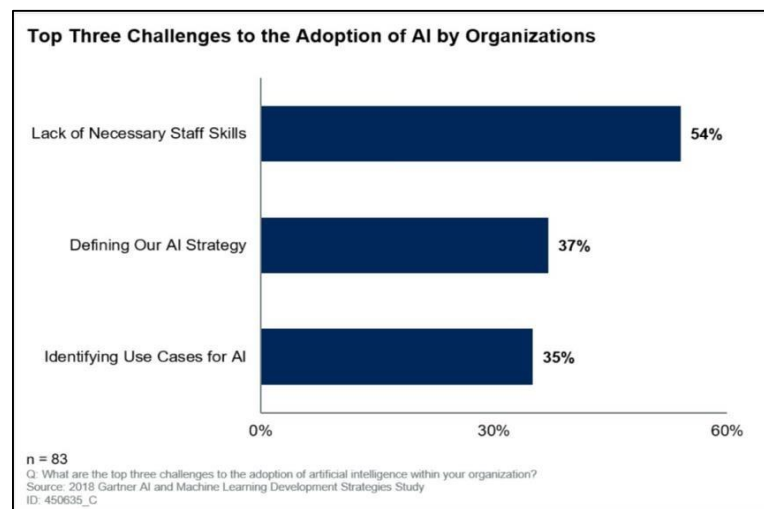 Top Three Challenges to the Adoption of AI by Organizations
Lack of Necessary Staff Skills
54%
Defining Our AI Strategy
37%
Identifying Use Cases for AI
35%
0%
30%
60%
n = 83
Q: What are the top three challenges to the adoption of artificial intelligence within your organization?
Source: 2018 Gartner AI and Machine Learning Development Strategies Study
ID: 450635_C